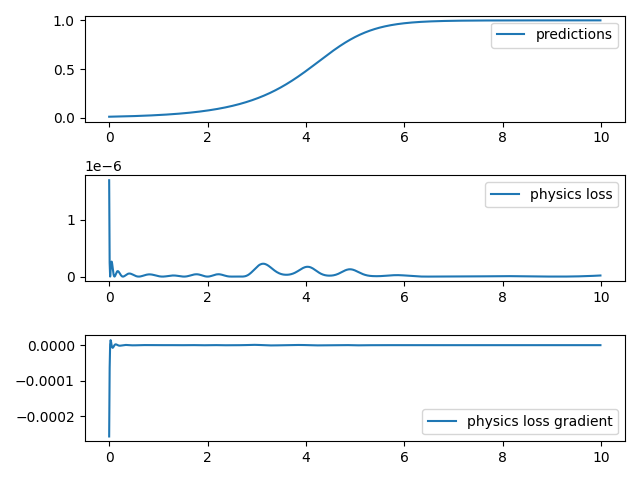 1.0
0.5
0.0
predictions
0 2 4 6 8 10
1e−6
1
0
physics loss
0 2 4 6 8 10
0.0000
−0.0001
−0.0002
physics loss gradient
0 2 4 6 8 10